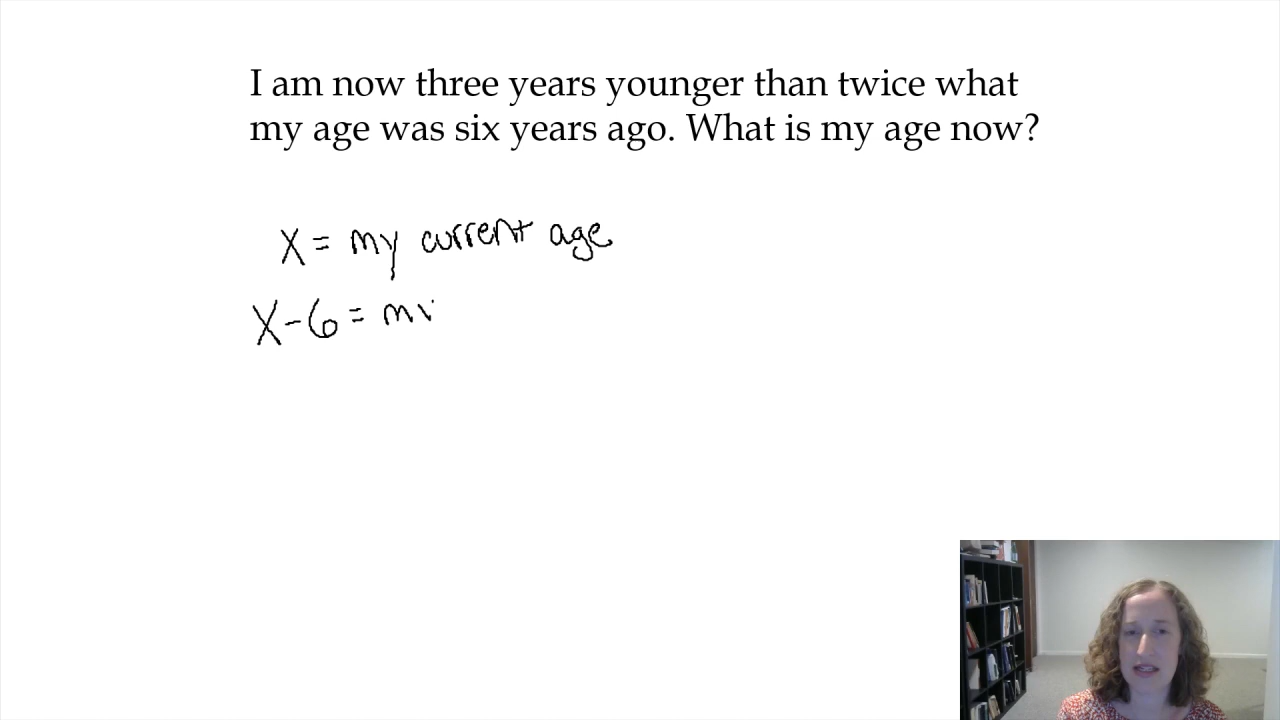 I am now three years younger than twice what
my age was six years ago. What is my age now?
X = my current age
X - 6 = my